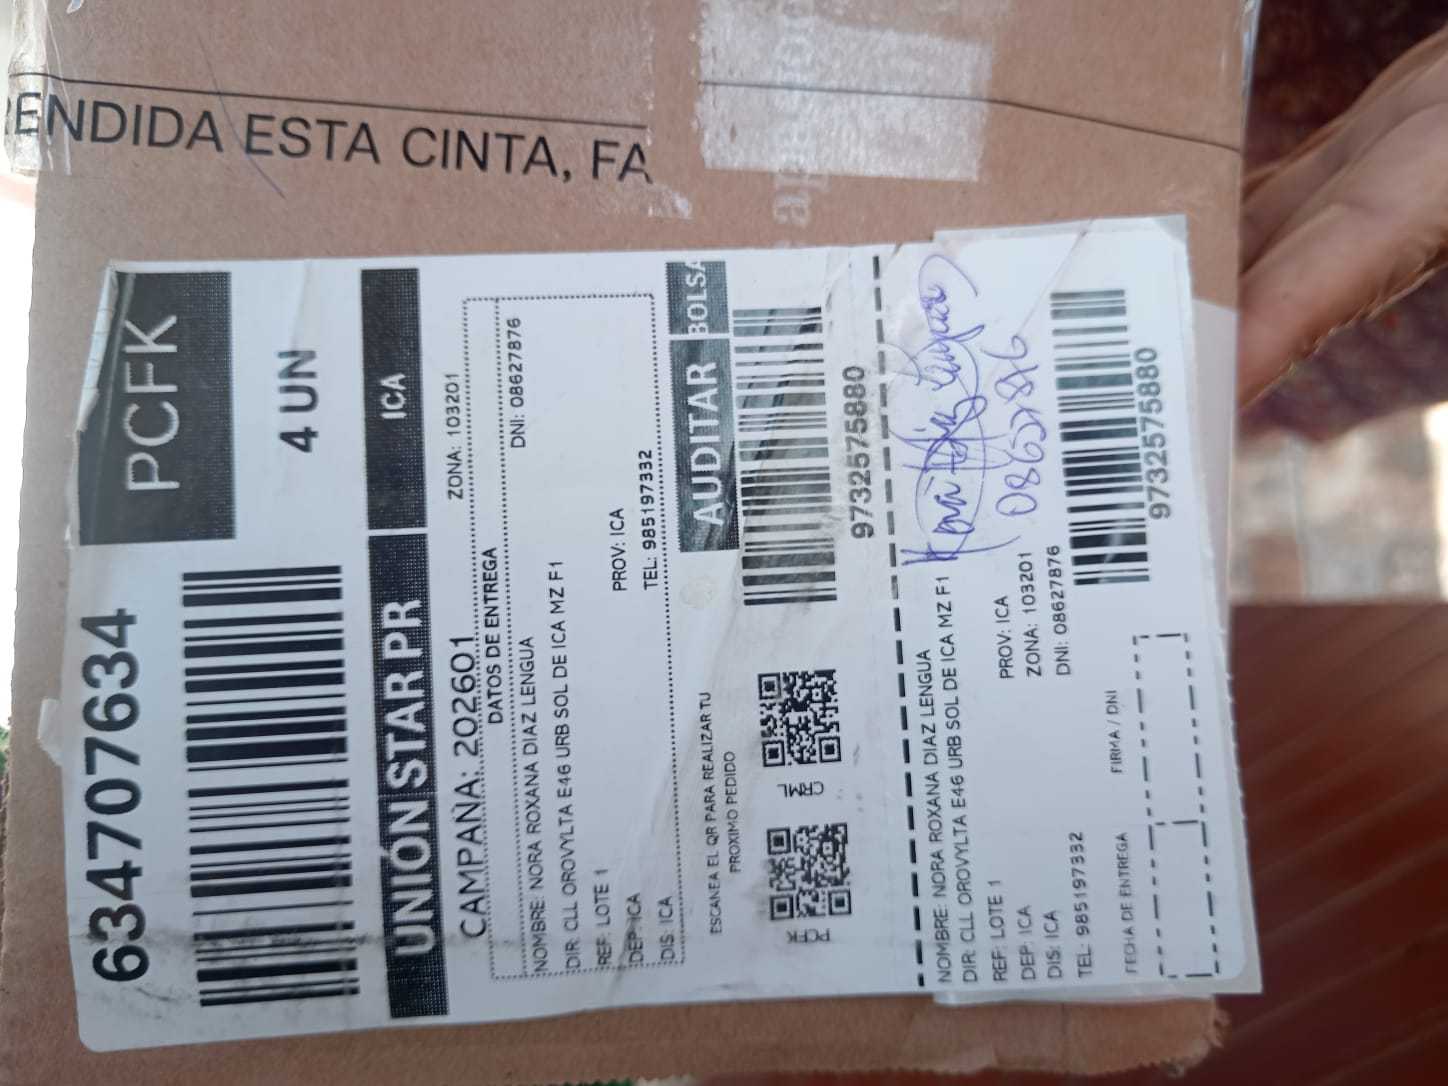 RENDIDA ESTA CINTA, FA
634707634
PCFK
4 UN
UNION STAR PR
ICA
CAMPAÑA: 202601
ZONA: 103201
DATOS DE ENTREGA
NOMBRE: NORA ROXANA DIAZ LENGUA
DNI: 08627876
DIR: CLL OROVYLTA E46 URB SOL DE ICA MZ F1
REF: LOTE 1
DEP: ICA
PROV: ICA
DIS: ICA
TEL: 985197332
ESCANEA EL QR PARA REALIZAR TU
PROXIMO PEDIDO
AUDITAR
BOLSA
9732575880
NOMBRE: NORA ROXANA DIAZ LENGUA
DIR: CLL OROVYLTA E46 URB SOL DE ICA MZ F1
REF: LOTE 1
DEP: ICA
PROV: ICA
DIS: ICA
ZONA: 103201
TEL: 985197332
DNI: 08627876
FECHA DE ENTREGA
FIRMA / DNI
9732575880